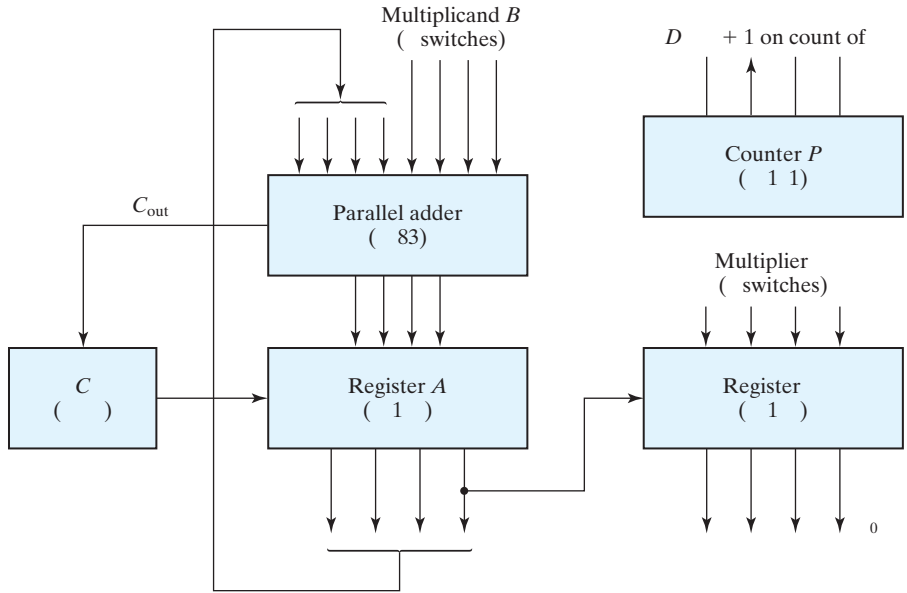 Multiplicand B
( switches)
D + 1 on count of
Counter P
( 1 1)
C_out
Parallel adder
( 83)
Multiplier
( switches)
C
( )
Register A
( 1 )
Register
( 1 )
0